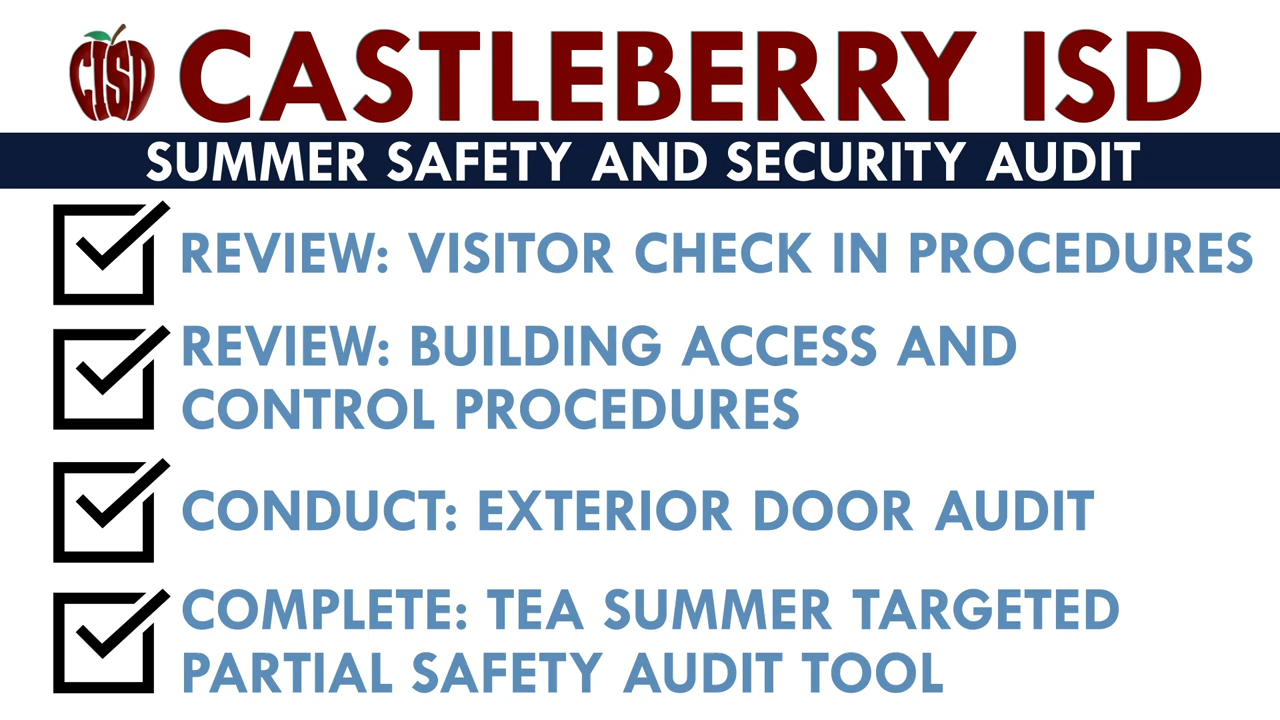 CISD
CASTLEBERRY ISD
SUMMER SAFETY AND SECURITY AUDIT
REVIEW: VISITOR CHECK IN PROCEDURES
REVIEW: BUILDING ACCESS AND
CONTROL PROCEDURES
CONDUCT: EXTERIOR DOOR AUDIT
COMPLETE: TEA SUMMER TARGETED
PARTIAL SAFETY AUDIT TOOL